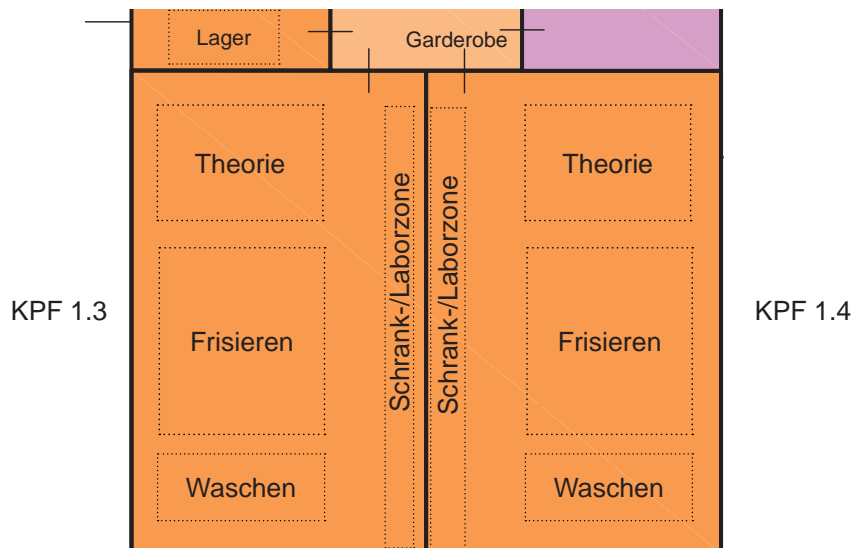 Lager
Garderobe
Theorie
Theorie
Schrank-/Laborzone
Schrank-/Laborzone
KPF 1.3
KPF 1.4
Frisieren
Frisieren
Waschen
Waschen